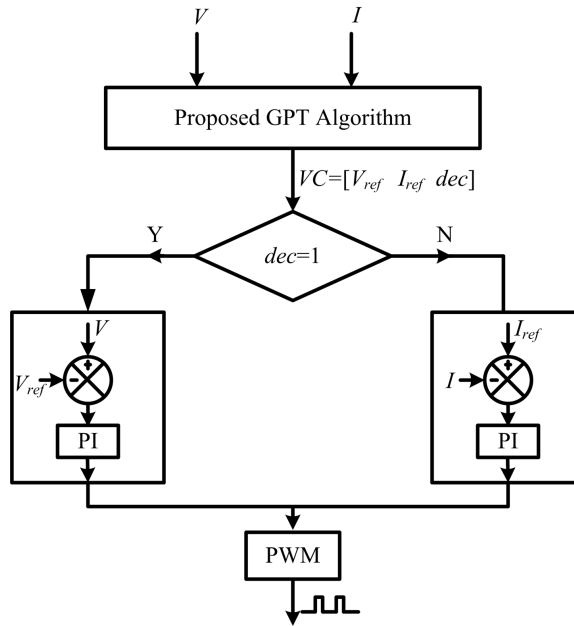 V I
Proposed GPT Algorithm
VC=[Vref Iref dec]
Y N
dec=1
V Iref
+ +
Vref - I -
PI PI
PWM